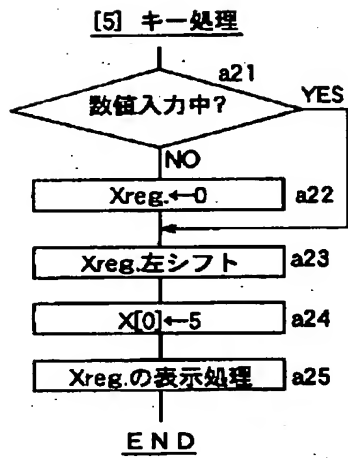 [5] キー処理
a21
数値入力中?
YES
NO
Xreg.←0 a22
Xreg.左シフト a23
X[0]←5 a24
Xreg.の表示処理 a25
END